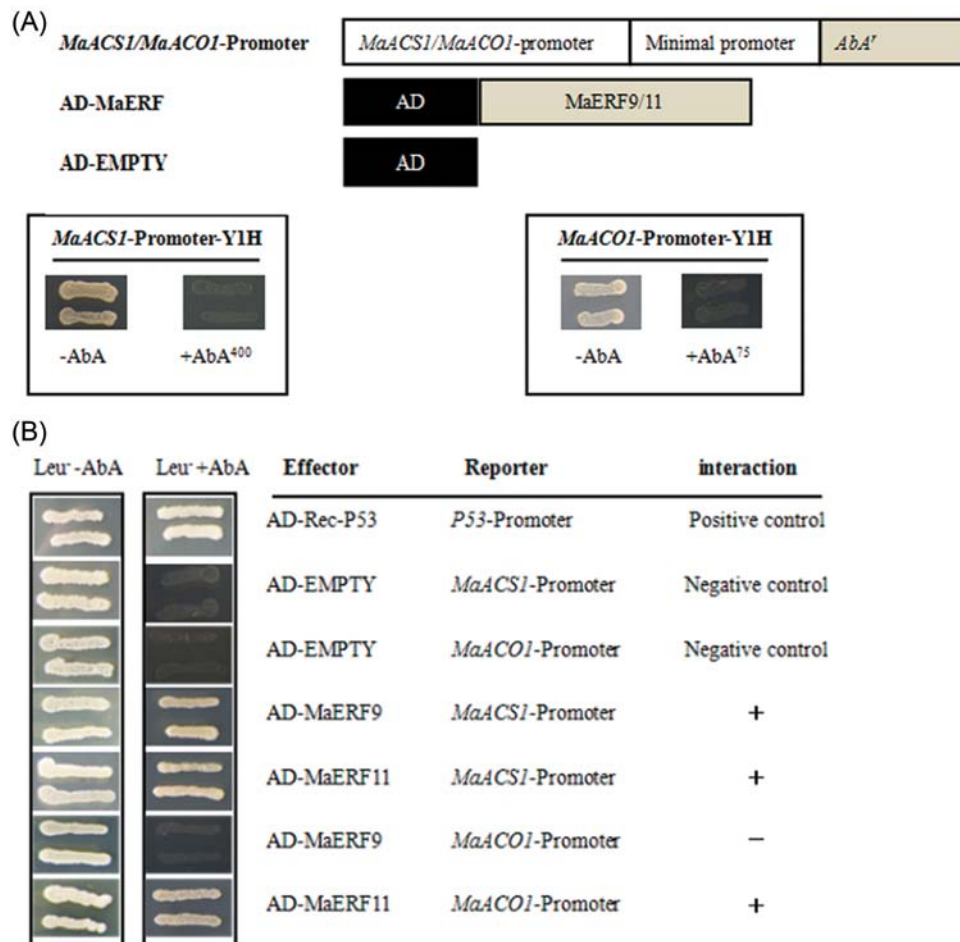 (A)
MaACS1/MaACO1-Promoter MaACS1/MaACO1-promoter Minimal promoter AbAʳ
AD-MaERF AD MaERF9/11
AD-EMPTY AD
MaACS1-Promoter-Y1H MaACO1-Promoter-Y1H
-AbA +AbA⁴⁰⁰ -AbA +AbA⁷⁵
(B)
Leu⁻ -AbA Leu⁻ +AbA Effector Reporter interaction
AD-Rec-P53 P53-Promoter Positive control
AD-EMPTY MaACS1-Promoter Negative control
AD-EMPTY MaACO1-Promoter Negative control
AD-MaERF9 MaACS1-Promoter +
AD-MaERF11 MaACS1-Promoter +
AD-MaERF9 MaACO1-Promoter −
AD-MaERF11 MaACO1-Promoter +